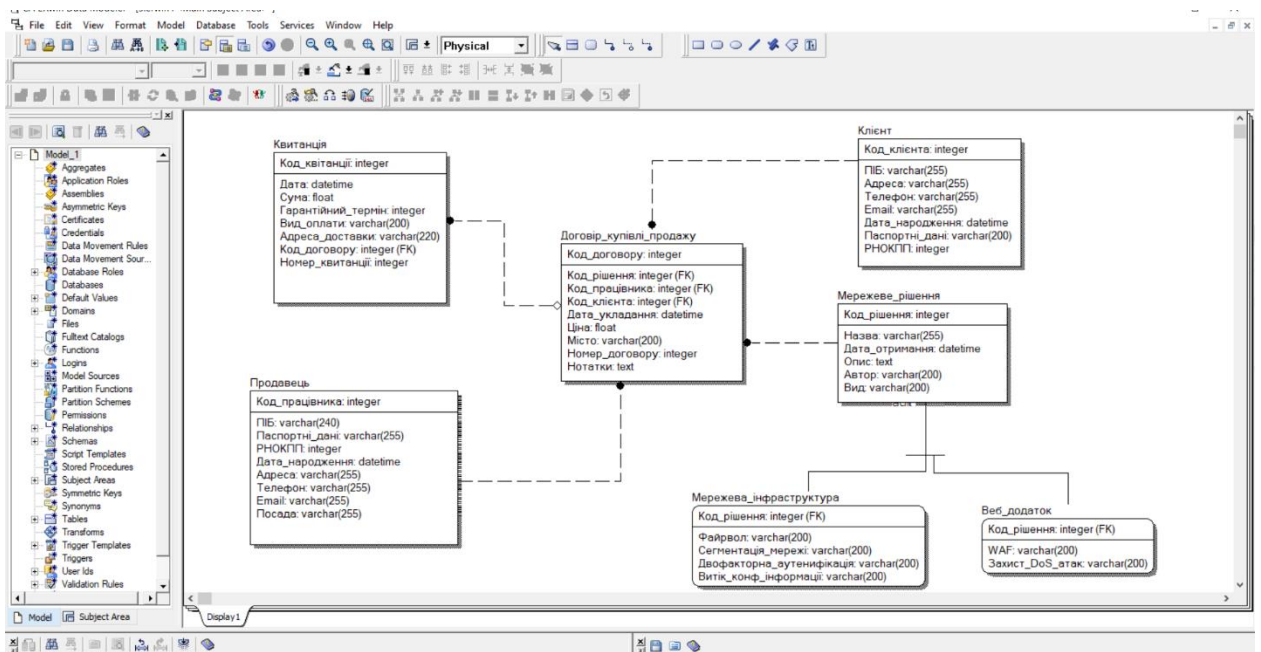 File Edit View Format Model Database Tools Services Window Help
Physical
Model_1
Aggregates
Application Roles
Assemblies
Asymmetric Keys
Certificates
Credentials
Data Movement Rules
Data Movement Sour...
Database Roles
Databases
Default Values
Domains
Files
Fulltext Catalogs
Functions
Logins
Model Sources
Partition Functions
Partition Schemes
Permissions
Relationships
Schemas
Script Templates
Stored Procedures
Subject Areas
Symmetric Keys
Synonyms
Tables
Transforms
Trigger Templates
Triggers
User Ids
Validation Rules
Model
Subject Area
Квитанція
Код_квітанції: integer
Дата: datetime
Сума: float
Гарантійний_термін: integer
Вид_оплати: varchar(200)
Адреса_доставки: varchar(220)
Код_договору: integer (FK)
Номер_квитанції: integer
Клієнт
Код_клієнта: integer
ПІБ: varchar(255)
Адреса: varchar(255)
Телефон: varchar(255)
Email: varchar(255)
Дата_народження: datetime
Паспортні_дані: varchar(200)
РНОКПП: integer
Договір_купівлі_продажу
Код_договору: integer
Код_рішення: integer (FK)
Код_працівника: integer (FK)
Код_клієнта: integer (FK)
Дата_укладання: datetime
Ціна: float
Місто: varchar(200)
Номер_договору: integer
Нотатки: text
Мережеве_рішення
Код_рішення: integer
Назва: varchar(255)
Дата_отримання: datetime
Опис: text
Автор: varchar(200)
Вид: varchar(200)
Продавець
Код_працівника: integer
ПІБ: varchar(240)
Паспортні_дані: varchar(255)
РНОКПП: integer
Дата_народження: datetime
Адреса: varchar(255)
Телефон: varchar(255)
Email: varchar(255)
Посада: varchar(255)
Мережева_інфраструктура
Код_рішення: integer (FK)
Файрвол: varchar(200)
Сегментація_мережі: varchar(200)
Двофакторна_аутенифікація: varchar(200)
Витік_конф_інформації: varchar(200)
Веб_додаток
Код_рішення: integer (FK)
WAF: varchar(200)
Захист_DoS_атак: varchar(200)
Display1